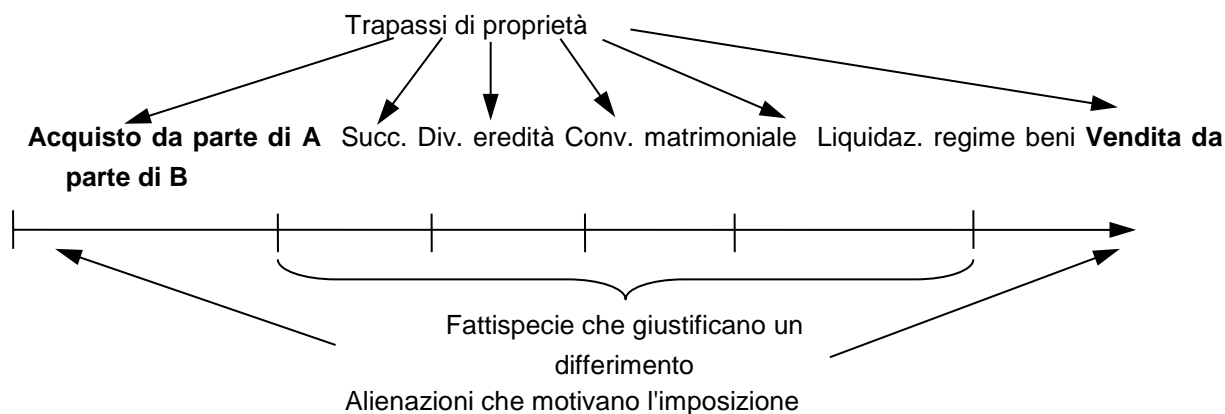 Trapassi di proprietà
Acquisto da parte di A Succ. Div. eredità Conv. matrimoniale Liquidaz. regime beni Vendita da
parte di B
Fattispecie che giustificano un
differimento
Alienazioni che motivano l'imposizione